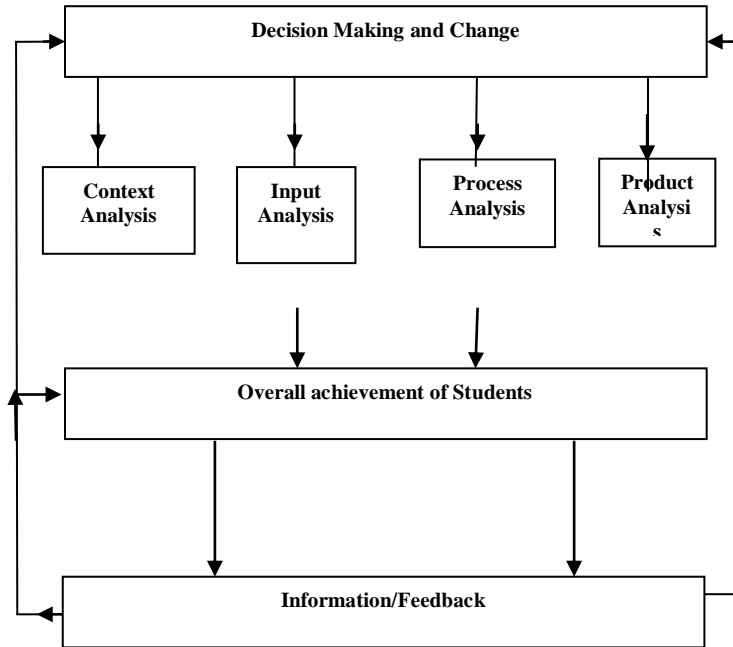 Decision Making and Change
Context
Analysis
Input
Analysis
Process
Analysis
Product
Analysi
s
Overall achievement of Students
Information/Feedback